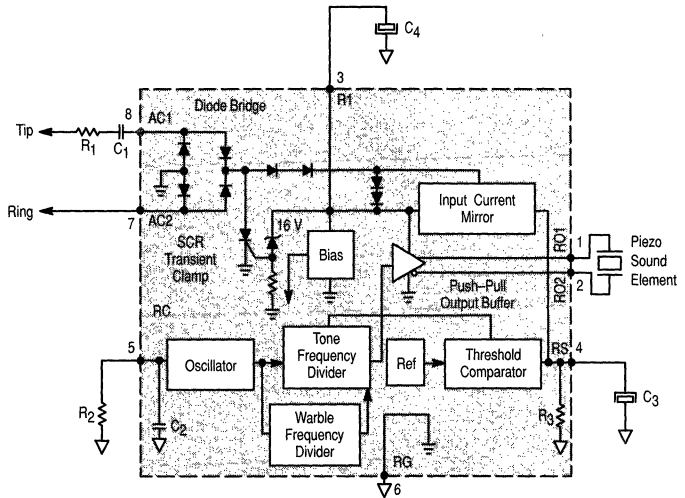 C4
3
R1
Diode Bridge
8
AC1
Tip
R1
C1
Ring
7
AC2
SCR
Transient
Clamp
16 V
Bias
Input Current
Mirror
Push–Pull
Output Buffer
RO1
1
RO2
2
Piezo
Sound
Element
RC
5
Oscillator
Tone
Frequency
Divider
Ref
Threshold
Comparator
RS
4
R2
C2
Warble
Frequency
Divider
R3
C3
RG
6